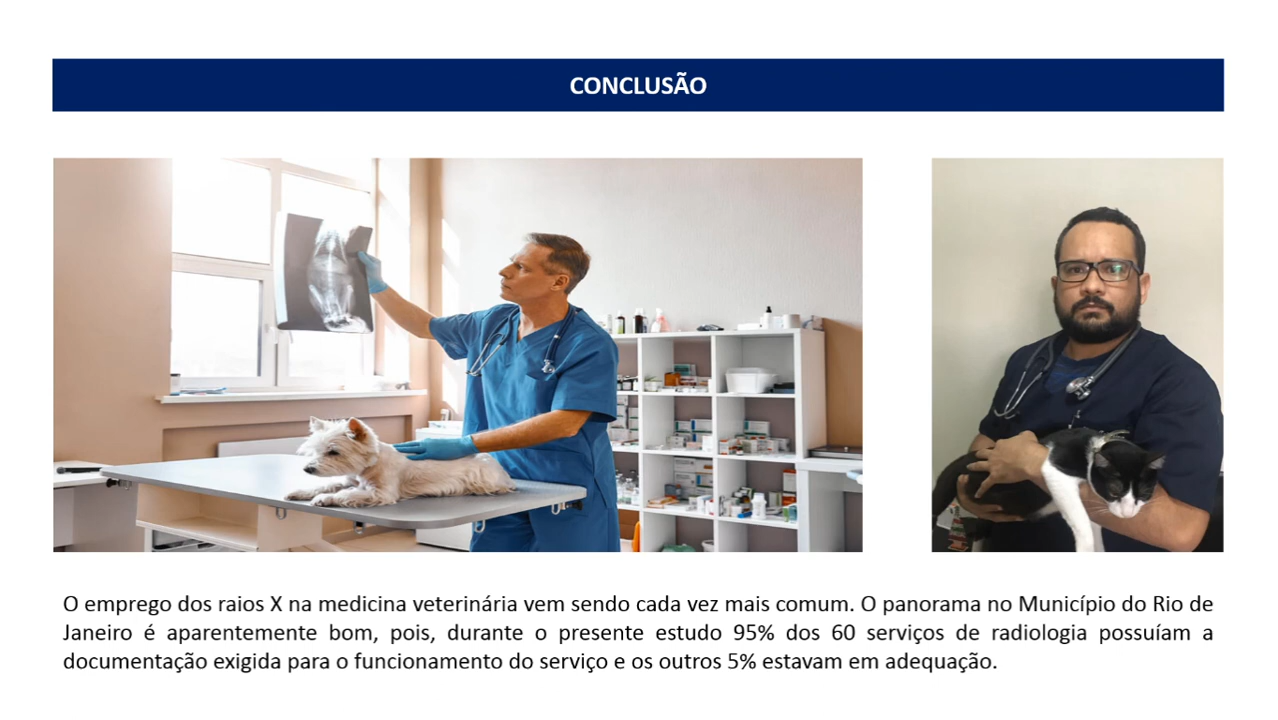 CONCLUSÃO
O emprego dos raios X na medicina veterinária vem sendo cada vez mais comum. O panorama no Município do Rio de
Janeiro é aparentemente bom, pois, durante o presente estudo 95% dos 60 serviços de radiologia possuíam a
documentação exigida para o funcionamento do serviço e os outros 5% estavam em adequação.